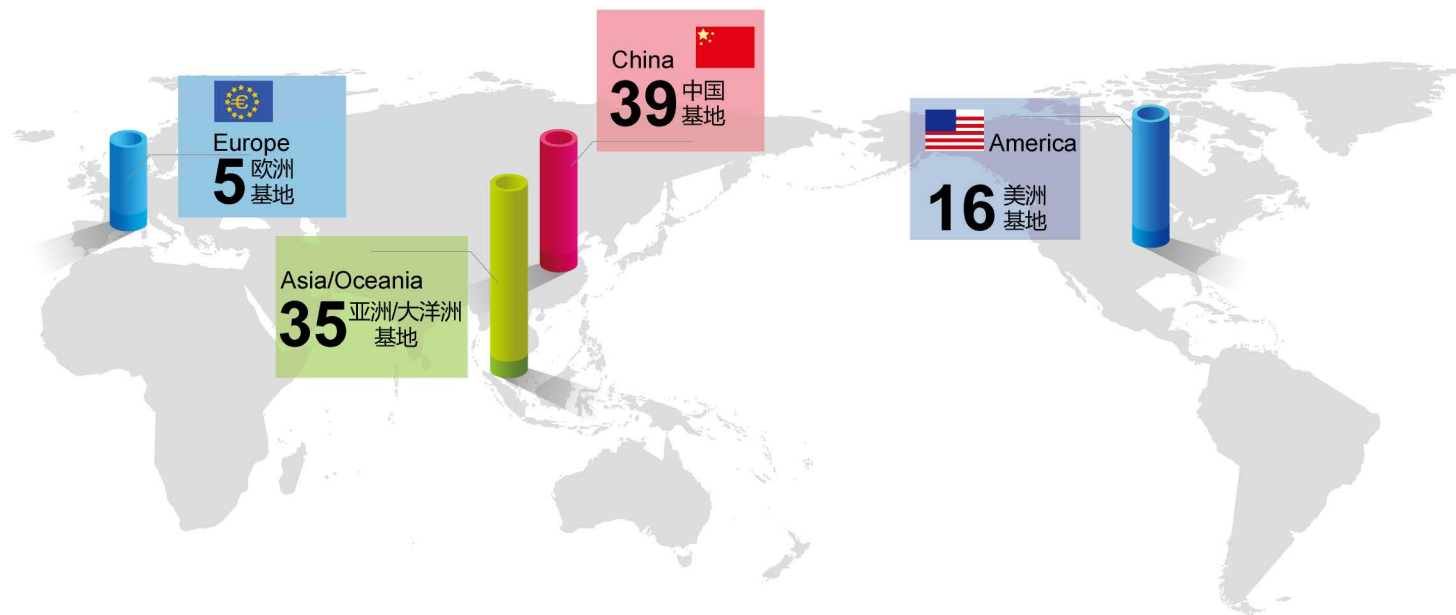 Europe
5 欧洲
基地
China
39 中国
基地
Asia/Oceania
35 亚洲/大洋洲
基地
America
16 美洲
基地